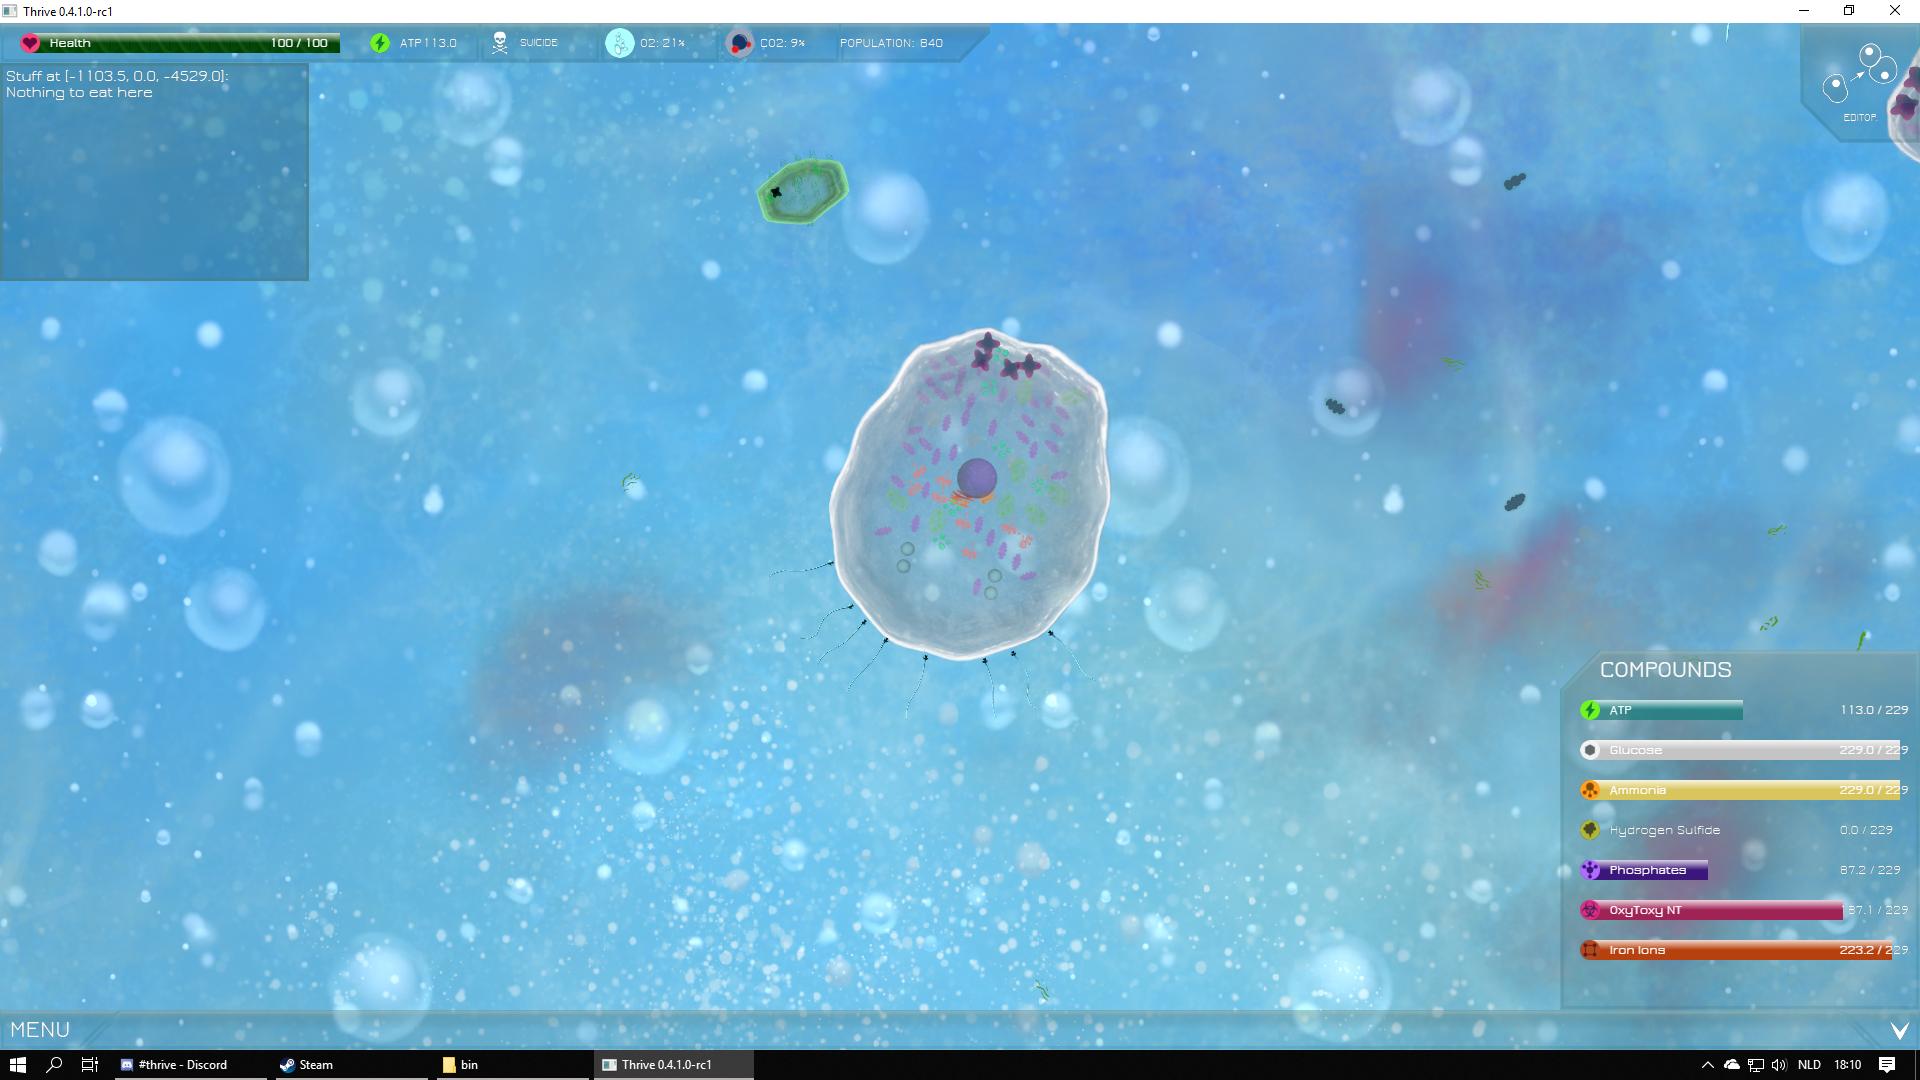 Thrive 0.4.1.0-rc1
Health 100 / 100 ATP 113.0 SUICIDE O2: 21% CO2: 9% POPULATION: 840
Stuff at [-1103.5, 0.0, -4529.0]:
Nothing to eat here
EDITOR
COMPOUNDS
ATP 113.0 / 229
Glucose 229.0 / 229
Ammonia 229.0 / 229
Hydrogen Sulfide 0.0 / 229
Phosphates 87.2 / 229
OxyToxy NT 87.1 / 229
Iron Ions 223.2 / 229
MENU
#thrive - Discord Steam bin Thrive 0.4.1.0-rc1 NLD 18:10